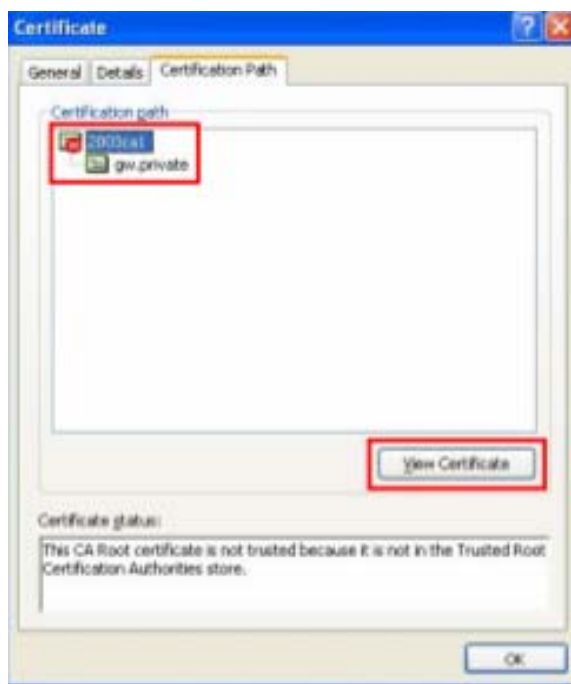 Certificate
General Details Certification Path
Certification path
2003cat
gw.private
View Certificate
Certificate status:
This CA Root certificate is not trusted because it is not in the Trusted Root
Certification Authorities store.
OK